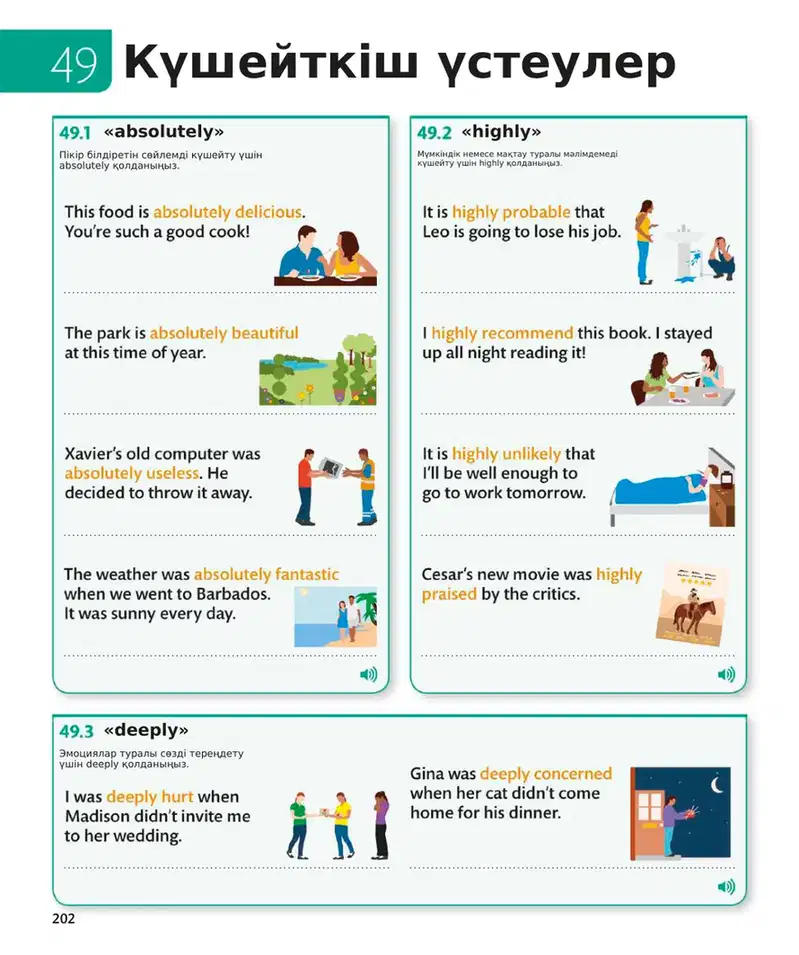 49 Күшейткіш үстеулер
49.1 «absolutely»
Пікір білдіретін сөйлемді күшейту үшін
absolutely қолданыңыз.
This food is absolutely delicious.
You’re such a good cook!
The park is absolutely beautiful
at this time of year.
Xavier’s old computer was
absolutely useless. He
decided to throw it away.
The weather was absolutely fantastic
when we went to Barbados.
It was sunny every day.
49.2 «highly»
Мүмкіндік немесе мақтау туралы мәлімдемеді
күшейту үшін highly қолданыңыз.
It is highly probable that
Leo is going to lose his job.
I highly recommend this book. I stayed
up all night reading it!
It is highly unlikely that
I’ll be well enough to
go to work tomorrow.
Cesar’s new movie was highly
praised by the critics.
49.3 «deeply»
Эмоциялар туралы сөзді тереңдету
үшін deeply қолданыңыз.
I was deeply hurt when
Madison didn’t invite me
to her wedding.
Gina was deeply concerned
when her cat didn’t come
home for his dinner.
202